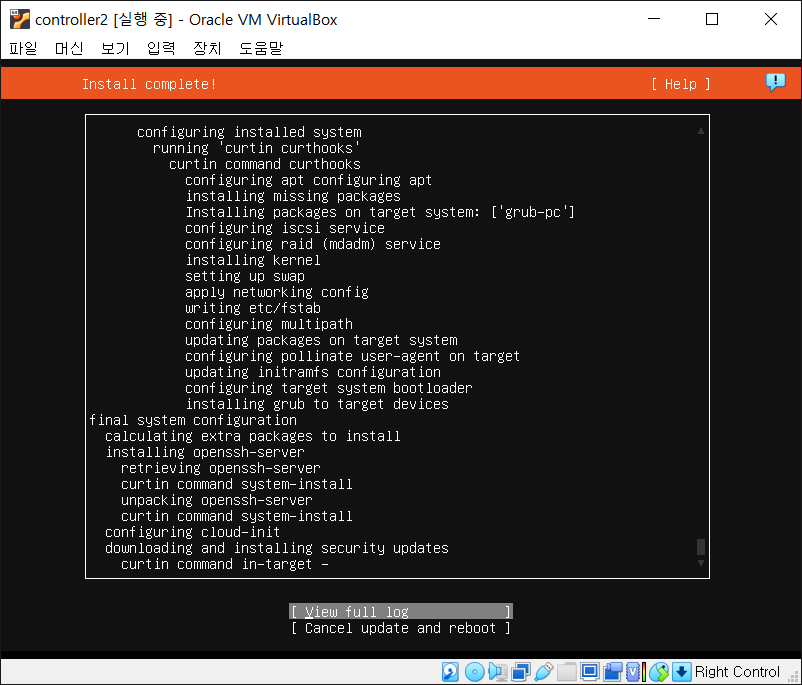 controller2 [실행 중] - Oracle VM VirtualBox
파일 머신 보기 입력 장치 도움말
Install complete! [ Help ]
configuring installed system
running 'curtin curthooks'
curtin command curthooks
configuring apt configuring apt
installing missing packages
Installing packages on target system: ['grub-pc']
configuring iscsi service
configuring raid (mdadm) service
installing kernel
setting up swap
apply networking config
writing etc/fstab
configuring multipath
updating packages on target system
configuring pollinate user-agent on target
updating initramfs configuration
configuring target system bootloader
installing grub to target devices
final system configuration
calculating extra packages to install
installing openssh-server
retrieving openssh-server
curtin command system-install
unpacking openssh-server
curtin command system-install
configuring cloud-init
downloading and installing security updates
curtin command in-target -
[ View full log ]
[ Cancel update and reboot ]
Right Control